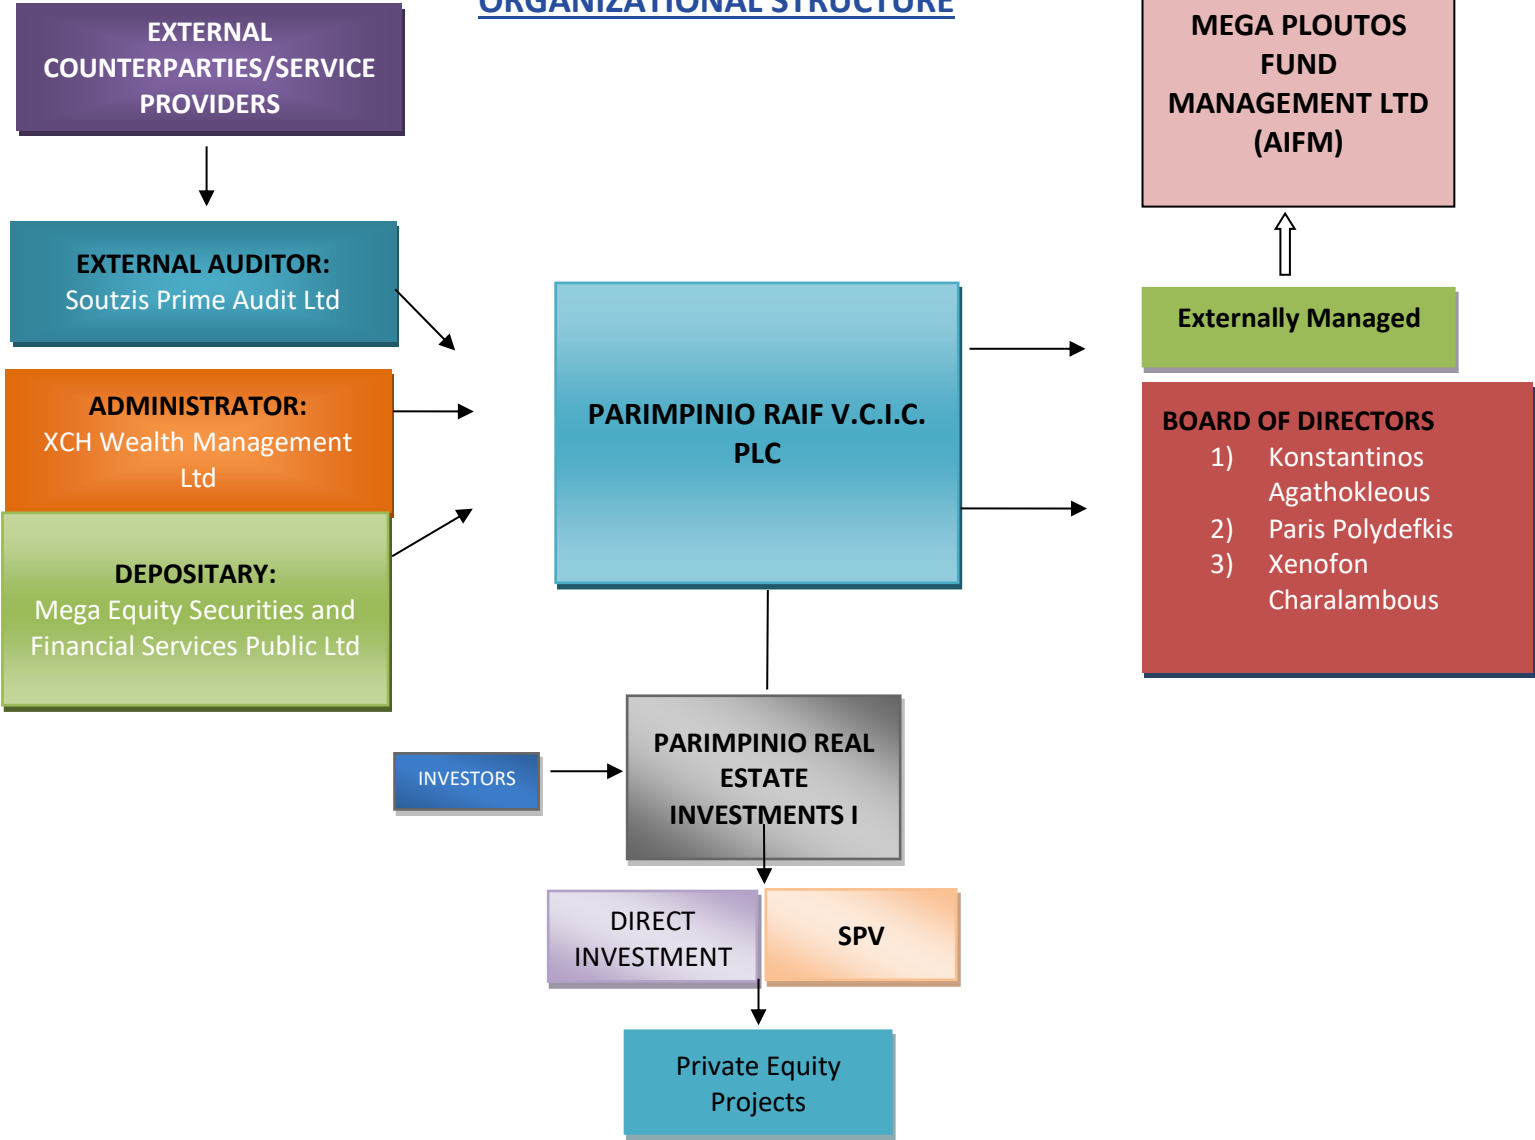 ORGANIZATIONAL STRUCTURE
EXTERNAL
COUNTERPARTIES/SERVICE
PROVIDERS
MEGA PLOUTOS
FUND
MANAGEMENT LTD
(AIFM)
EXTERNAL AUDITOR:
Soutzis Prime Audit Ltd
ADMINISTRATOR:
XCH Wealth Management
Ltd
DEPOSITARY:
Mega Equity Securities and
Financial Services Public Ltd
PARIMPINIO RAIF V.C.I.C.
PLC
Externally Managed
BOARD OF DIRECTORS
1) Konstantinos
Agathokleous
2) Paris Polydefkis
3) Xenofon
Charalambous
INVESTORS
PARIMPINIO REAL
ESTATE
INVESTMENTS I
DIRECT
INVESTMENT
SPV
Private Equity
Projects